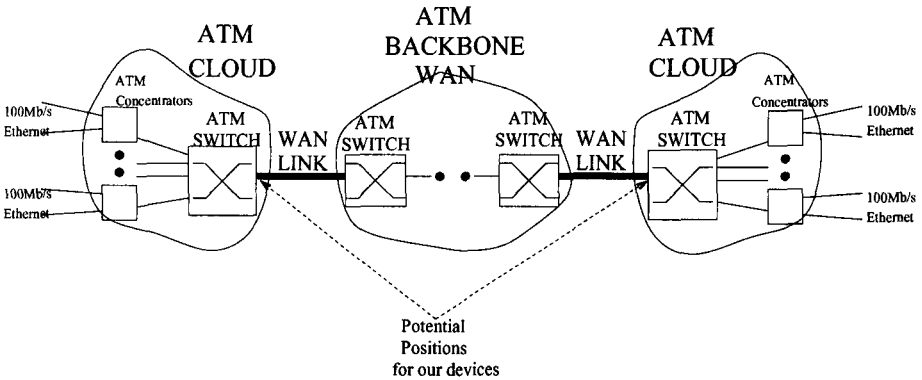 ATM
CLOUD
ATM
BACKBONE
WAN
ATM
CLOUD
ATM
Concentrators
100Mb/s
Ethernet
100Mb/s
Ethernet
ATM
SWITCH
WAN
LINK
ATM
SWITCH
ATM
SWITCH
WAN
LINK
ATM
SWITCH
ATM
Concentrators
100Mb/s
Ethernet
100Mb/s
Ethernet
Potential
Positions
for our devices